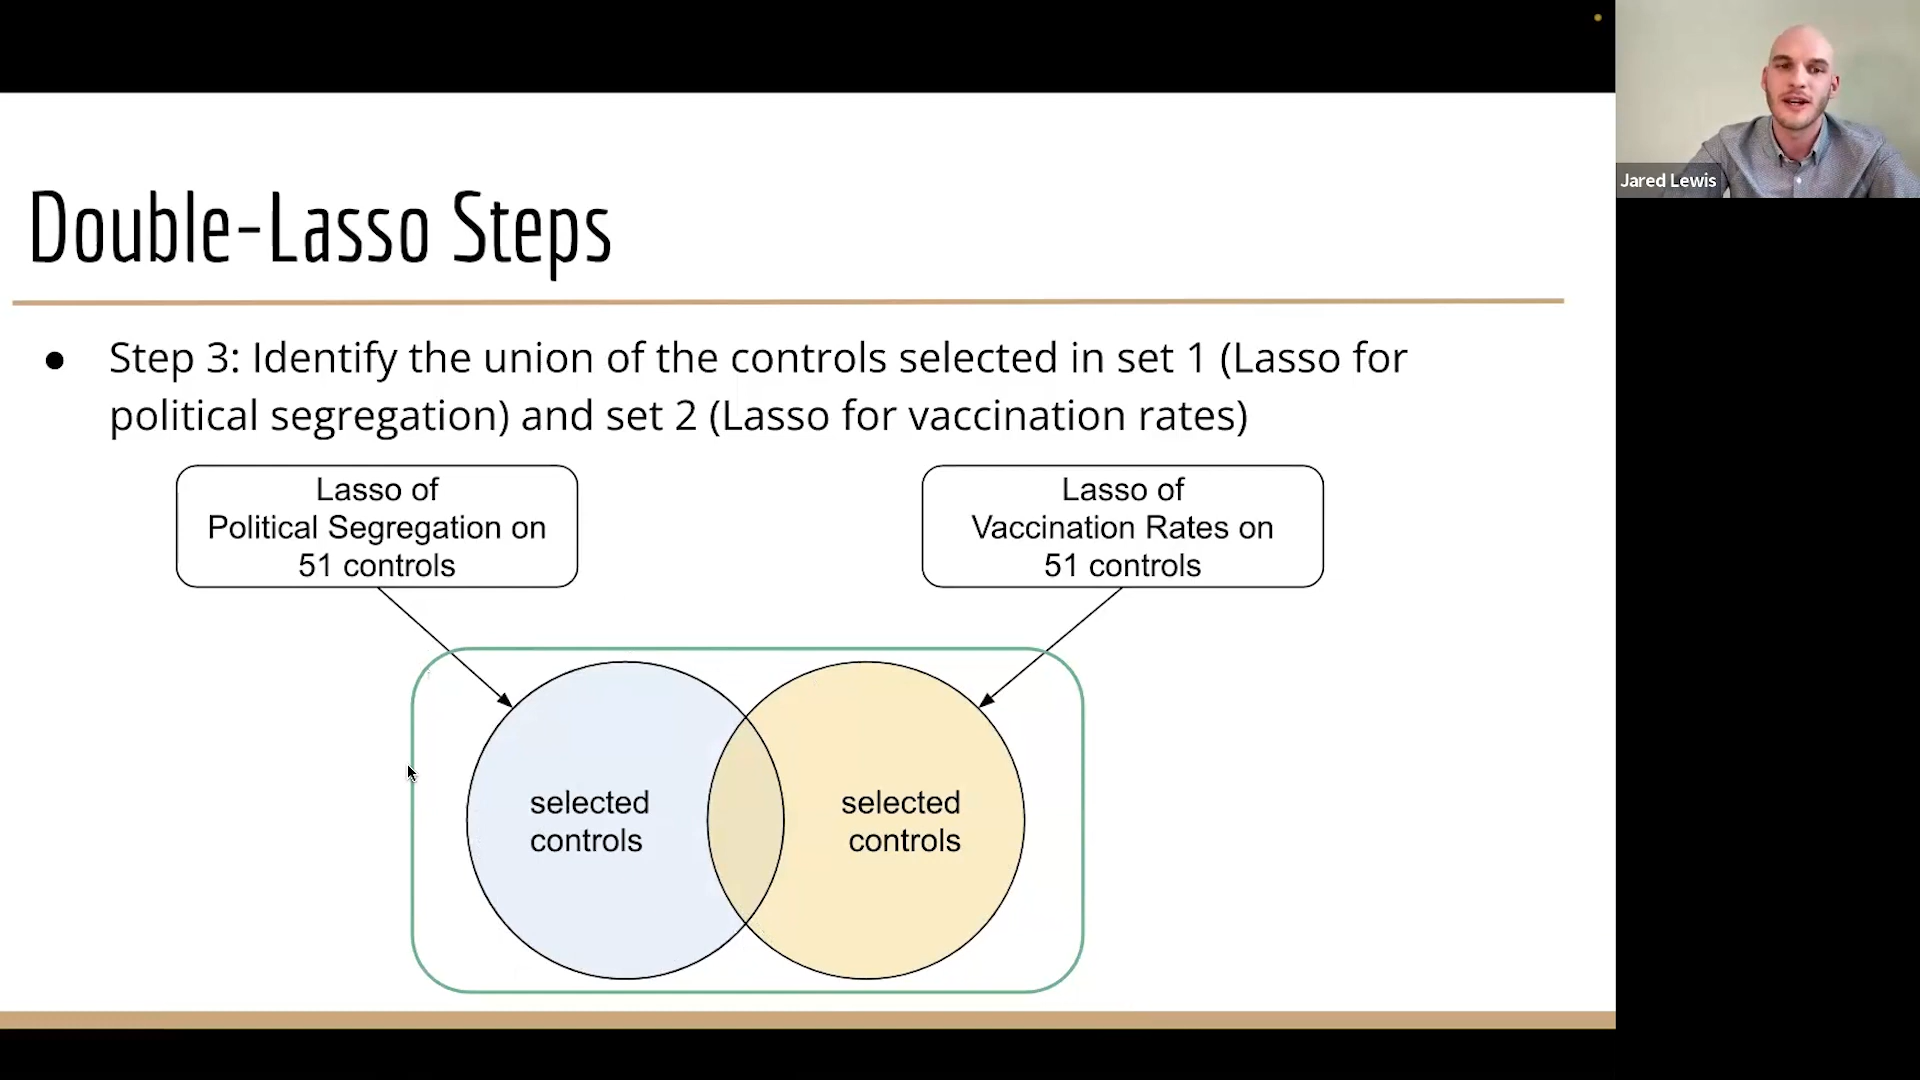 Jared Lewis
Double-Lasso Steps
● Step 3: Identify the union of the controls selected in set 1 (Lasso for
political segregation) and set 2 (Lasso for vaccination rates)
Lasso of
Political Segregation on
51 controls
Lasso of
Vaccination Rates on
51 controls
selected
controls
selected
controls